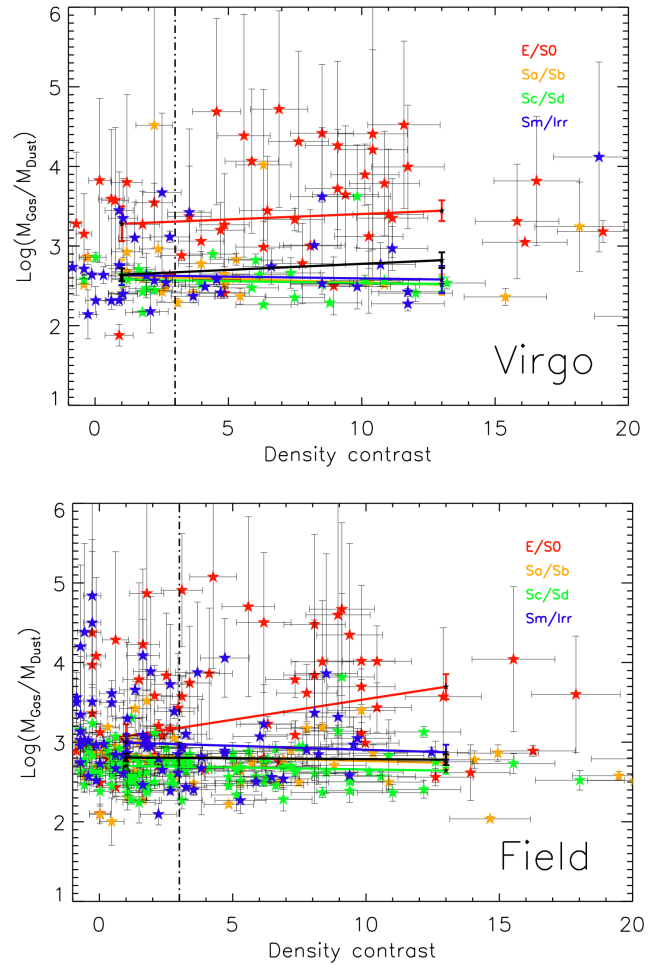 6
5
4
3
2
1
Log(M_Gas/M_Dust)
E/S0
Sa/Sb
Sc/Sd
Sm/Irr
Virgo
0 5 10 15 20
Density contrast
6
5
4
3
2
1
Log(M_Gas/M_Dust)
E/S0
Sa/Sb
Sc/Sd
Sm/Irr
Field
0 5 10 15 20
Density contrast